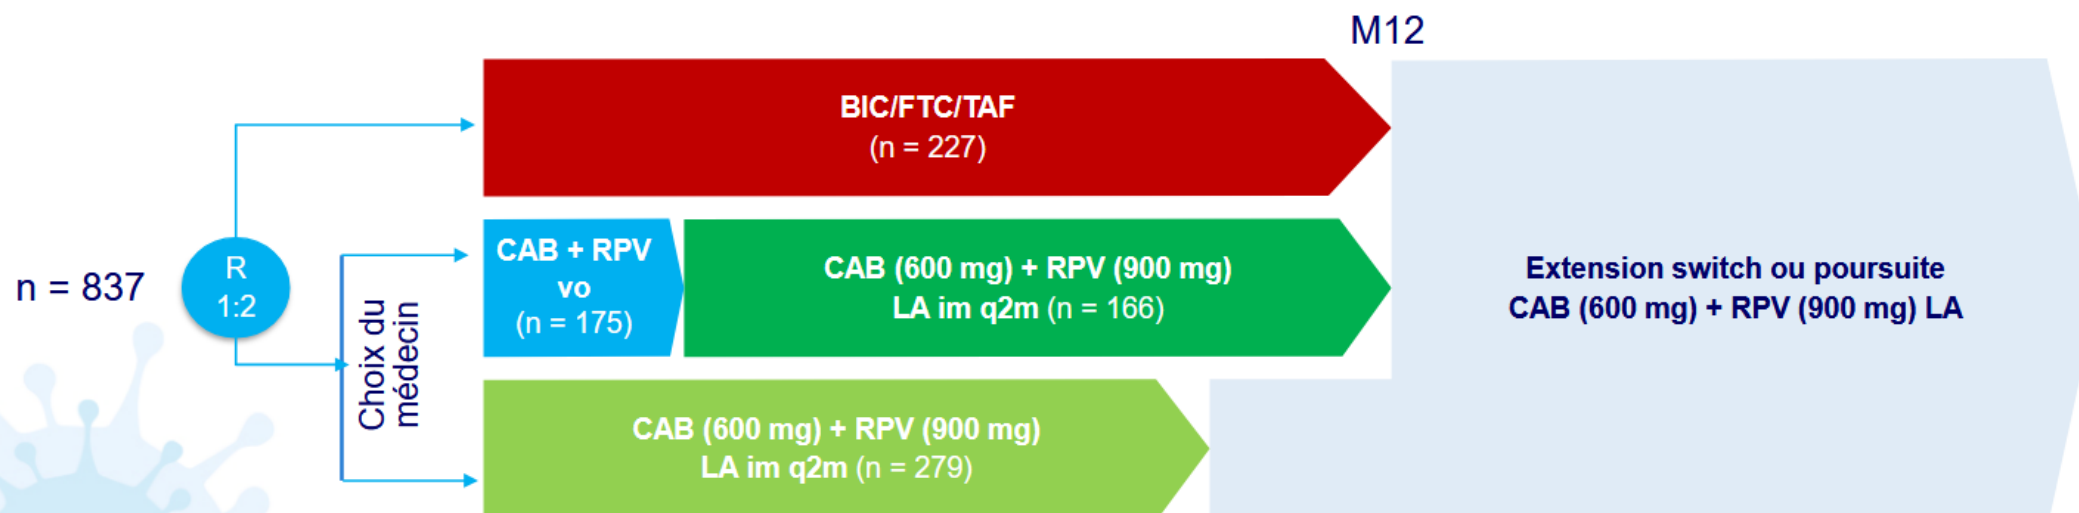 M12
BIC/FTC/TAF
(n = 227)
n = 837
R
1:2
Choix du
médecin
CAB + RPV
vo
(n = 175)
CAB (600 mg) + RPV (900 mg)
LA im q2m (n = 166)
CAB (600 mg) + RPV (900 mg)
LA im q2m (n = 279)
Extension switch ou poursuite
CAB (600 mg) + RPV (900 mg) LA